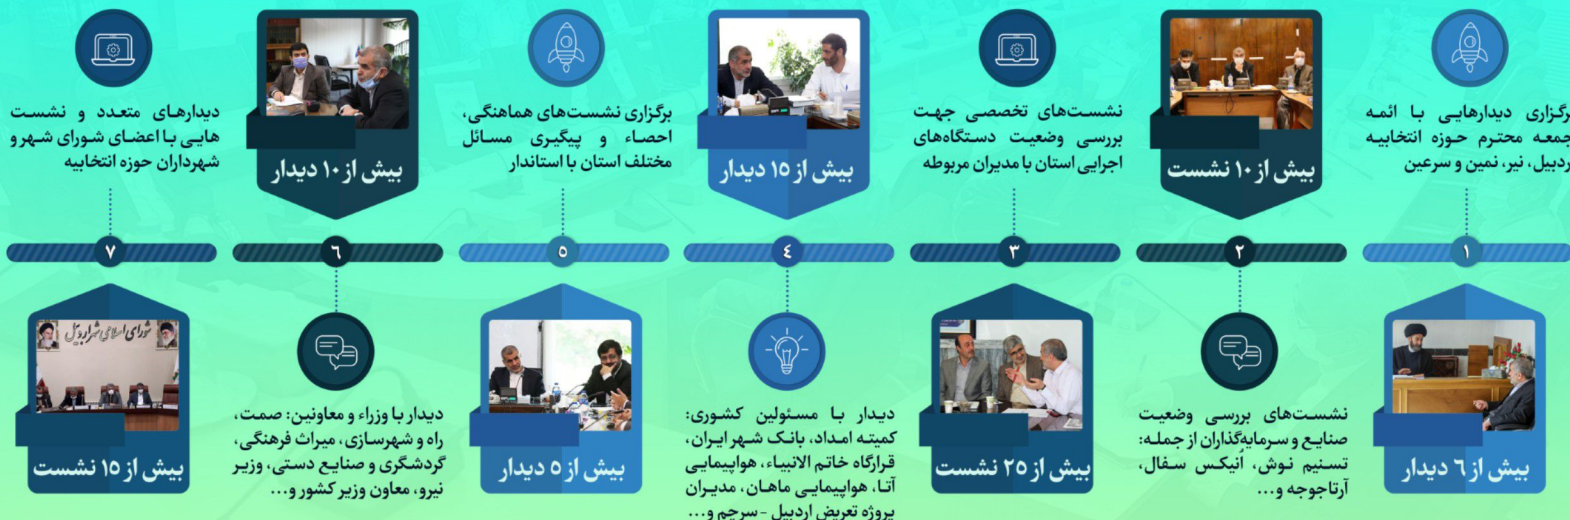 برگزاری دیدارهایی با ائمه
جمعه محترم حوزه انتخابیه
اردبیل، نیر، نمین و سرعین
۱
بیش از ٦ دیدار
بیش از ۱۰ نشست
۲
نشست‌های بررسی وضعیت
صنایع و سرمایه‌گذاران از جمله:
تسنیم نوش، اُنیکس سفال،
آرتاجوجه و...
نشست‌های تخصصی جهت
بررسی وضعیت دستگاه‌های
اجرایی استان با مدیران مربوطه
۳
بیش از ۲۵ نشست
بیش از ۱۵ دیدار
٤
دیدار با مسئولین کشوری:
کمیته امداد، بانک شهر ایران،
قرارگاه خاتم الانبیاء، هواپیمایی
آتا، هواپیمایی ماهان، مدیران
پروژه تعریض اردبیل - سرچم و...
برگزاری نشست‌های هماهنگی،
احصاء و پیگیری مسائل
مختلف استان با استاندار
۵
بیش از ۵ دیدار
بیش از ۱۰ دیدار
٦
دیدار با وزراء و معاونین: صمت،
راه و شهرسازی، میراث فرهنگی،
گردشگری و صنایع دستی، وزیر
نیرو، معاون وزیر کشور و...
دیدارهای متعدد و نشست
هایی با اعضای شورای شهر و
شهرداران حوزه انتخابیه
۷
شورای اسلامی شهر اردبیل
بیش از ۱۵ نشست